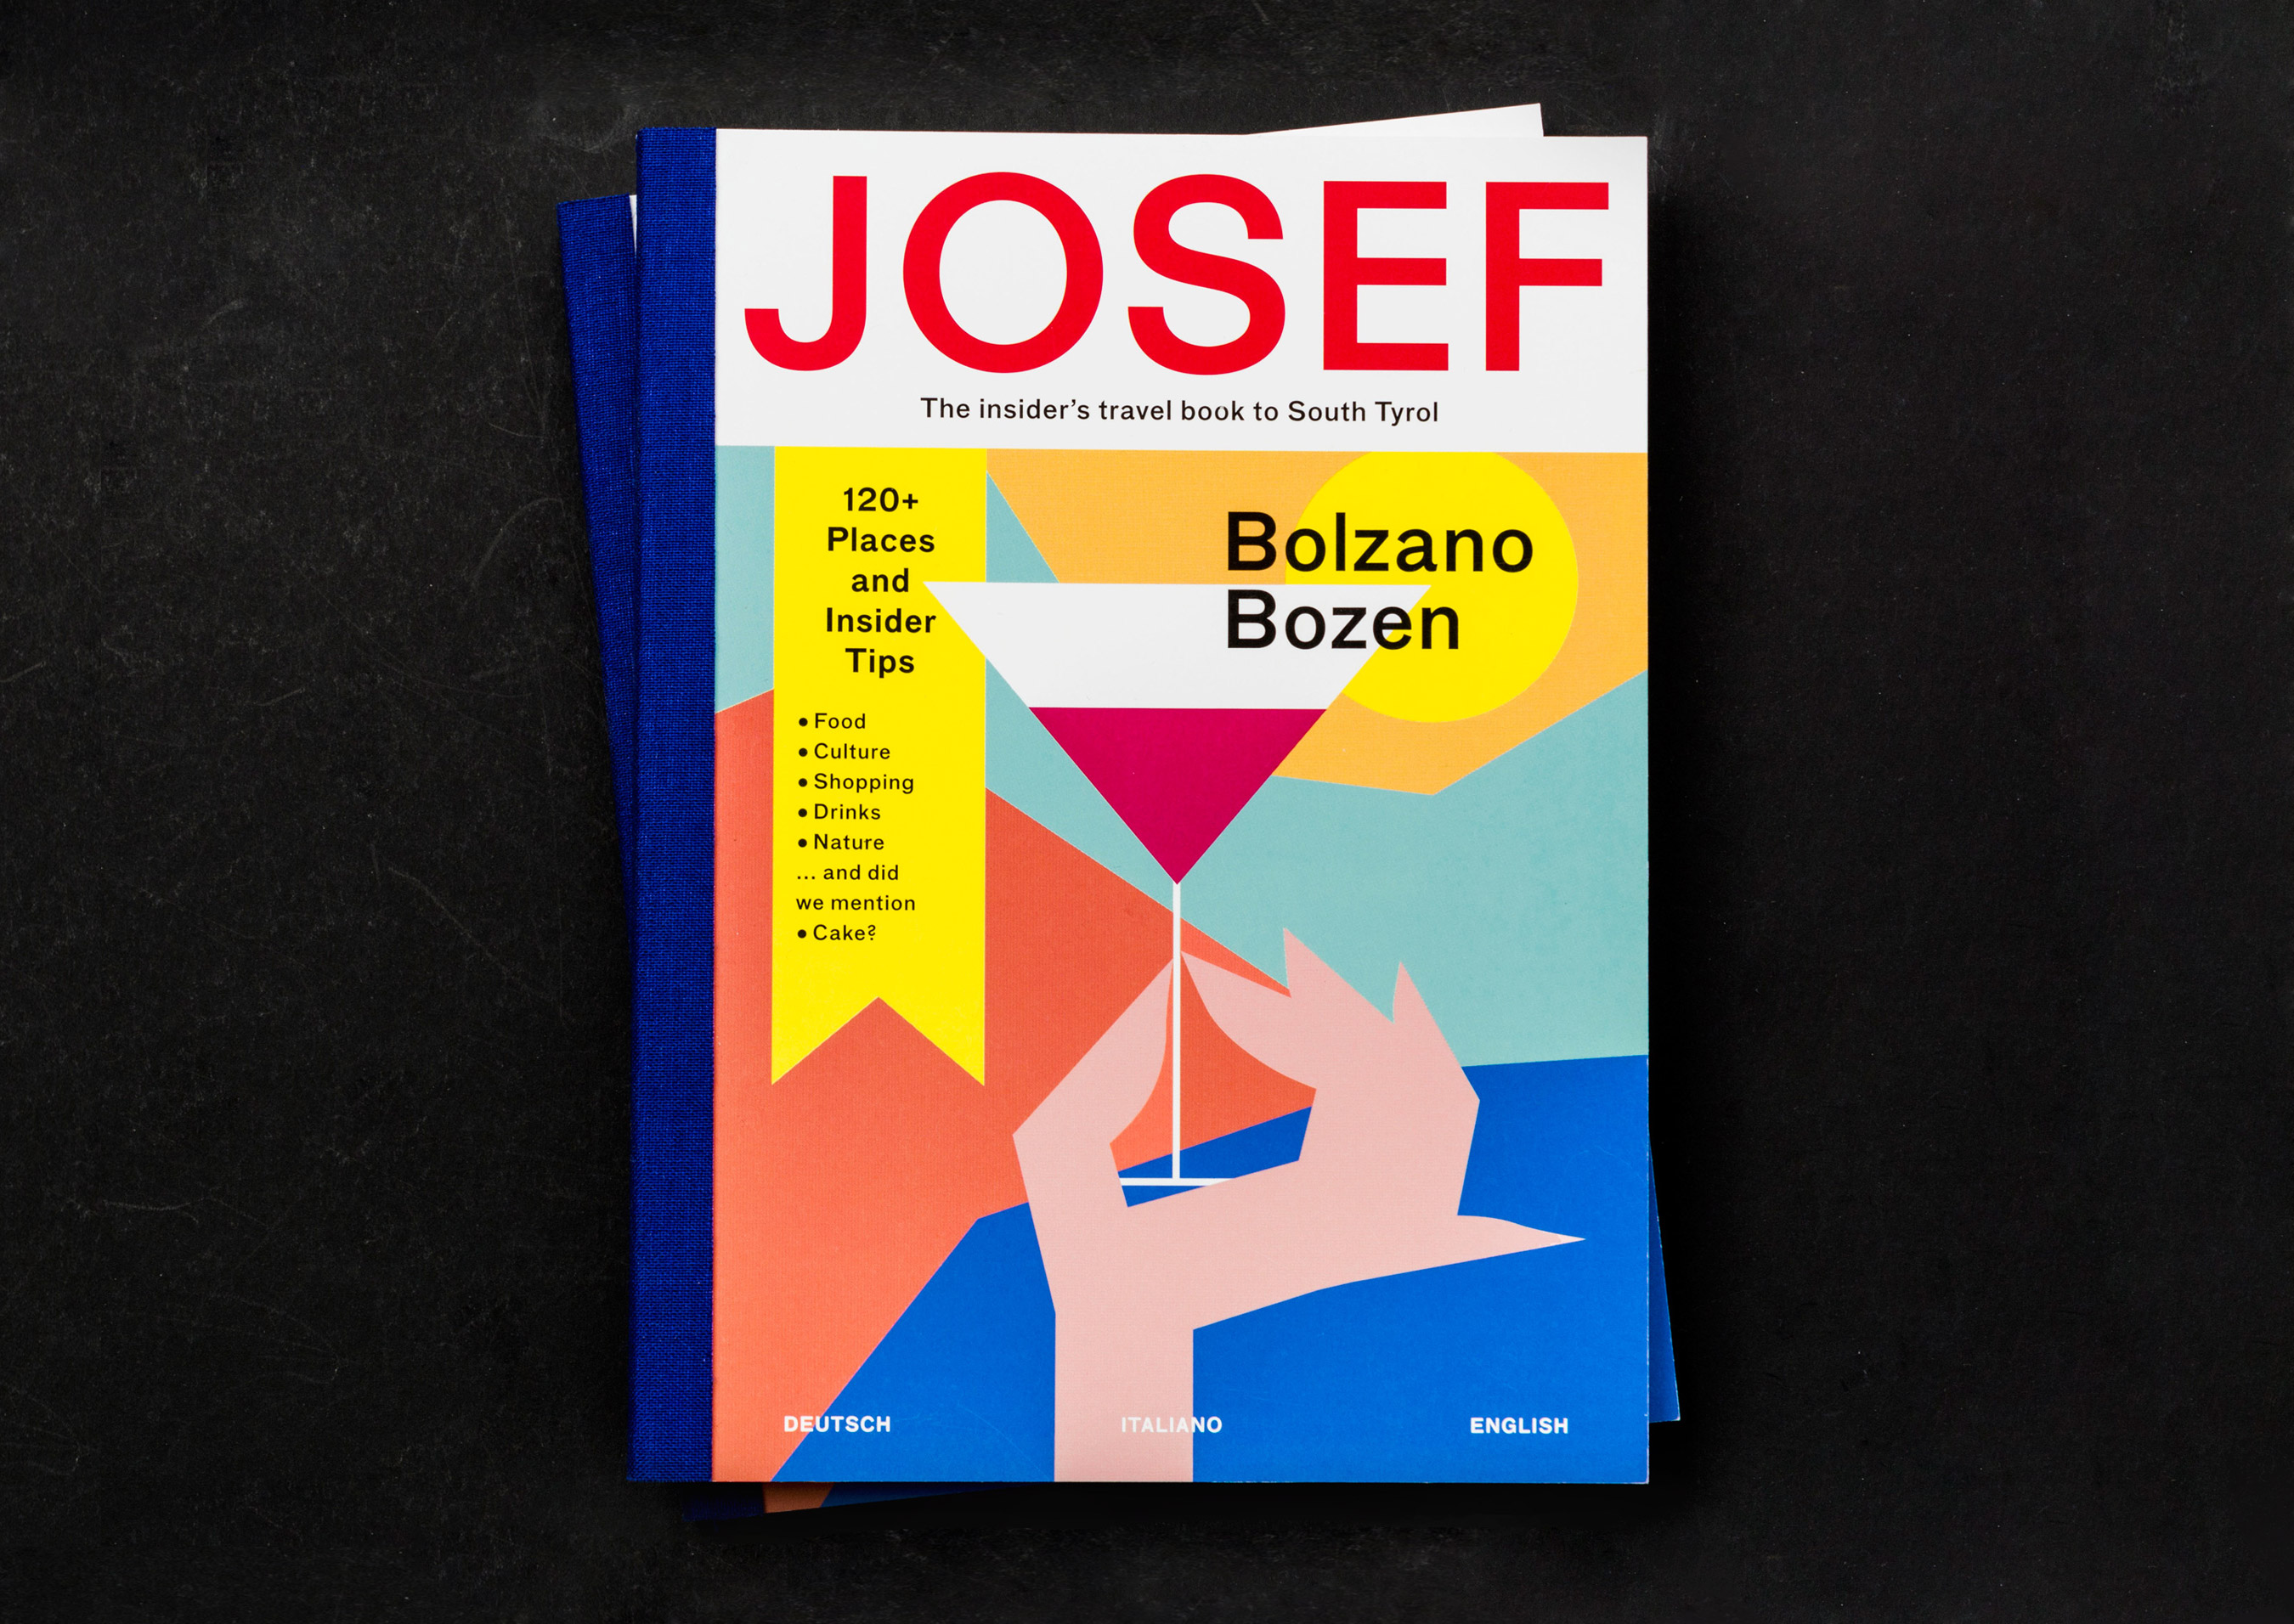 JOSEF
The insider’s travel book to South Tyrol
120+
Places
and
Insider
Tips
• Food
• Culture
• Shopping
• Drinks
• Nature
... and did
we mention
• Cake?
Bolzano
Bozen
DEUTSCH
ITALIANO
ENGLISH